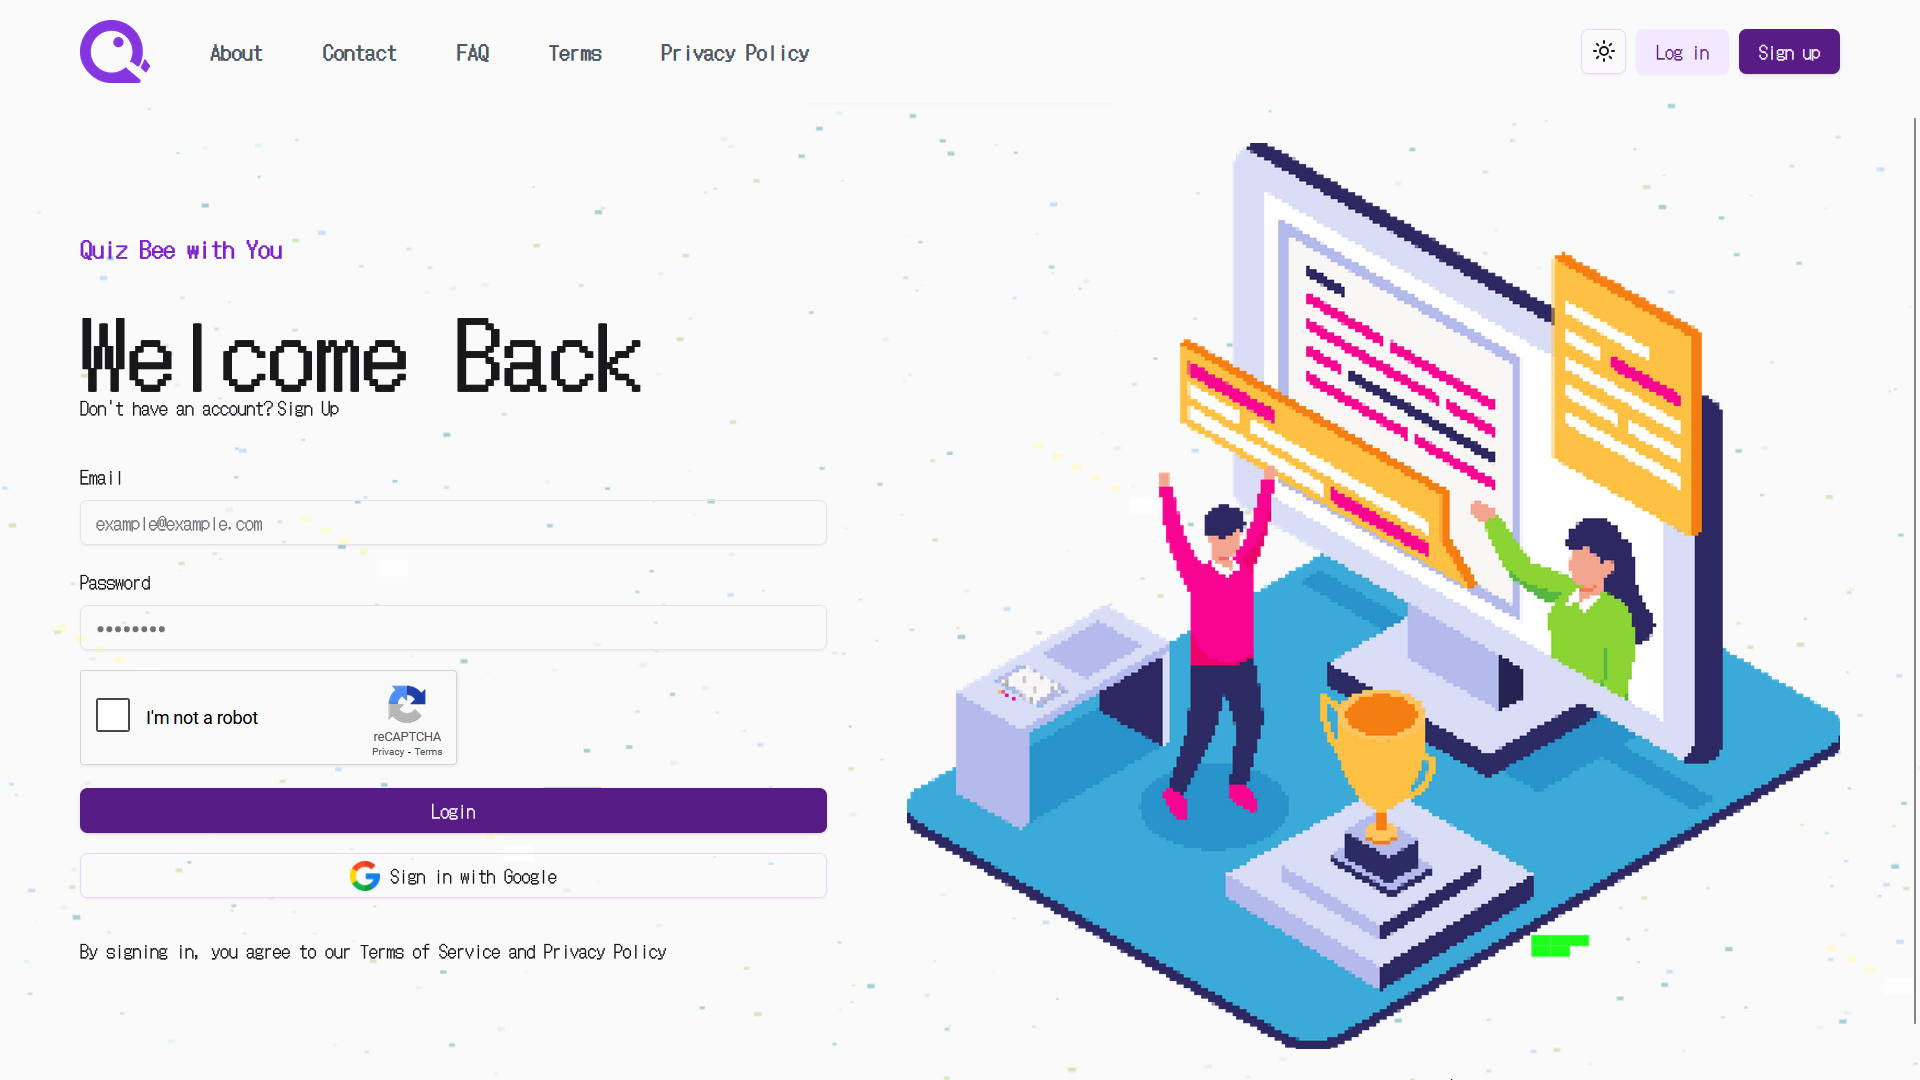 About Contact FAQ Terms Privacy Policy Log in Sign up
Quiz Bee with You
Welcome Back
Don't have an account? Sign Up
Email
example@example.com
Password
I'm not a robot
reCAPTCHA
Privacy - Terms
Login
Sign in with Google
By signing in, you agree to our Terms of Service and Privacy Policy